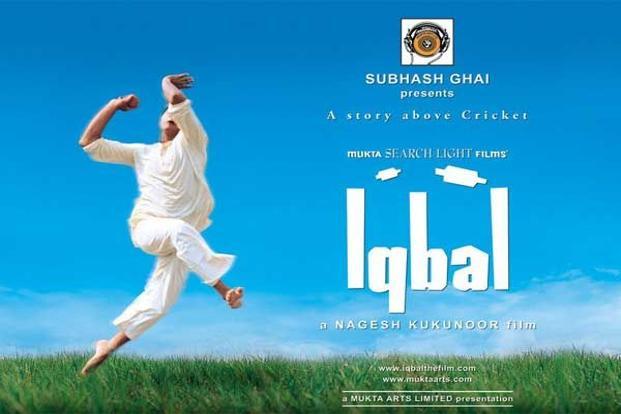 SUBHASH GHAI
presents
A story above Cricket
MUKTA SEARCH LIGHT FILMS'
Iqbal
a NAGESH KUKUNOOR film
www.iqbalthefilm.com
www.muktaarts.com
a MUKTA ARTS LIMITED presentation